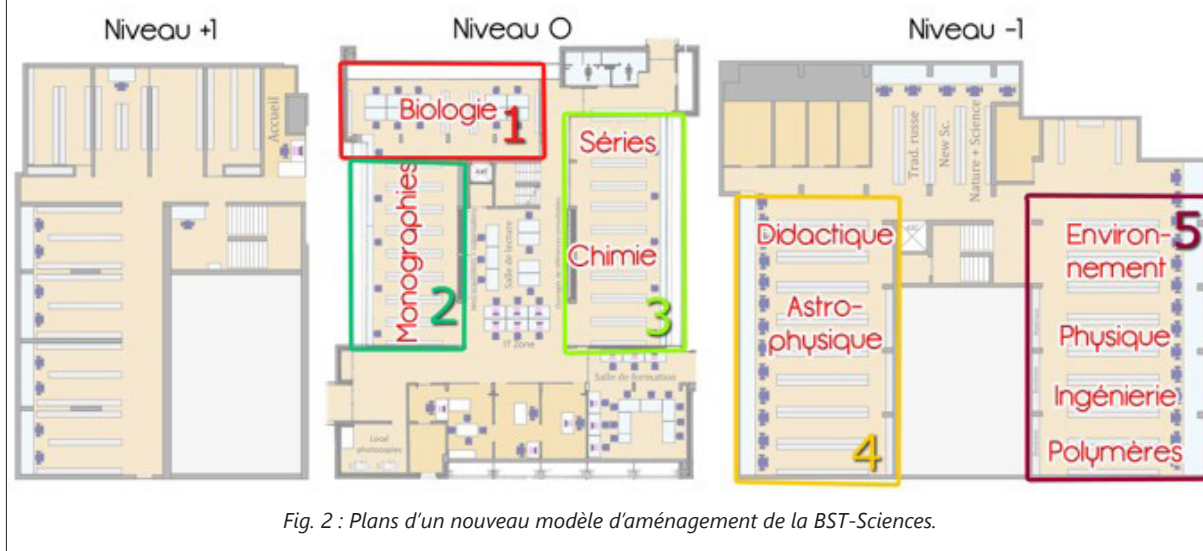 Niveau +1
Niveau 0
Niveau -1
Accueil
Biologie
1
Monographies
2
Salle de lecture
IT Zone
Séries
Chimie
3
Salle de formation
Local
photocopies
Trad. russe
New Sc.
Nature + Science
Didactique
Astro-
physique
4
Environ-
nement
5
Physique
Ingénierie
Polymères
Fig. 2 : Plans d'un nouveau modèle d'aménagement de la BST-Sciences.